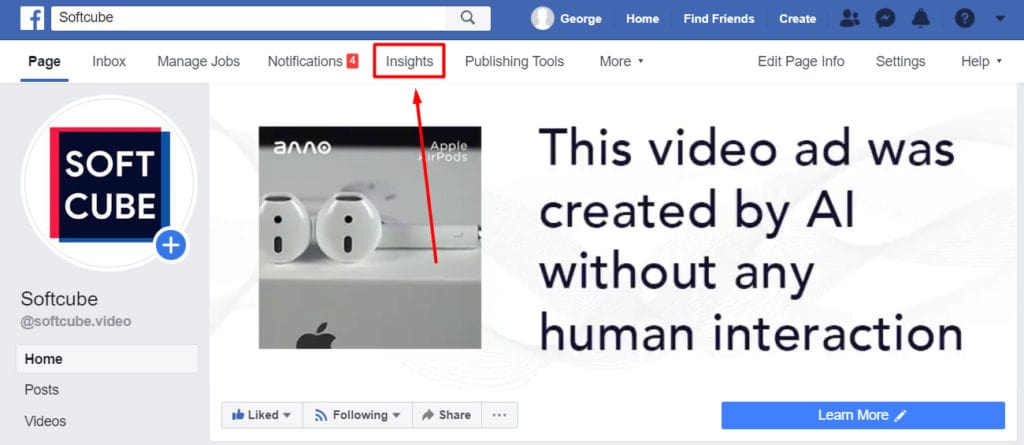 Softcube
George Home Find Friends Create
Page Inbox Manage Jobs Notifications 4 Insights Publishing Tools More Edit Page Info Settings Help
SOFT
CUBE
Softcube
@softcube.video
Home
Posts
Videos
anno
Apple
AirPods
This video ad was
created by AI
without any
human interaction
Liked Following Share ...
Learn More